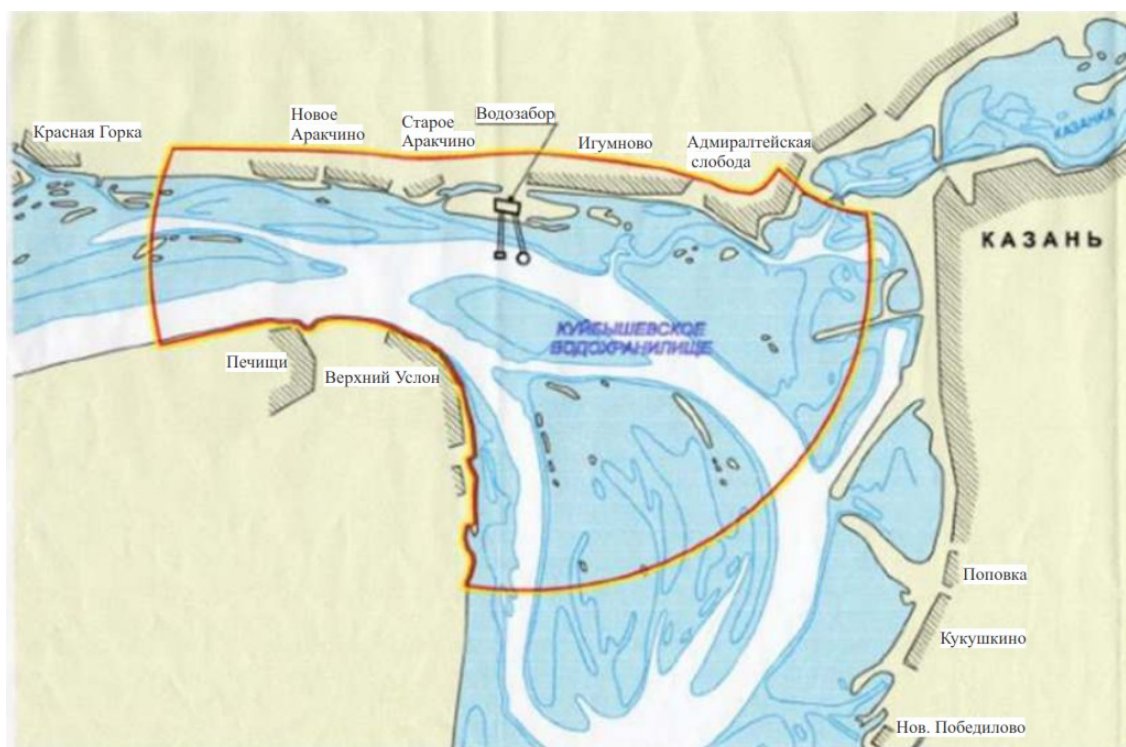 Новое
Аракчино
Старое
Аракчино
Водозабор
Красная Горка
Игумново
Адмиралтейская
слобода
КАЗАНКА
КАЗАНЬ
КУЙБЫШЕВСКОЕ
ВОДОХРАНИЛИЩЕ
Печищи
Верхний Услон
Поповка
Кукушкино
Нов. Победилово